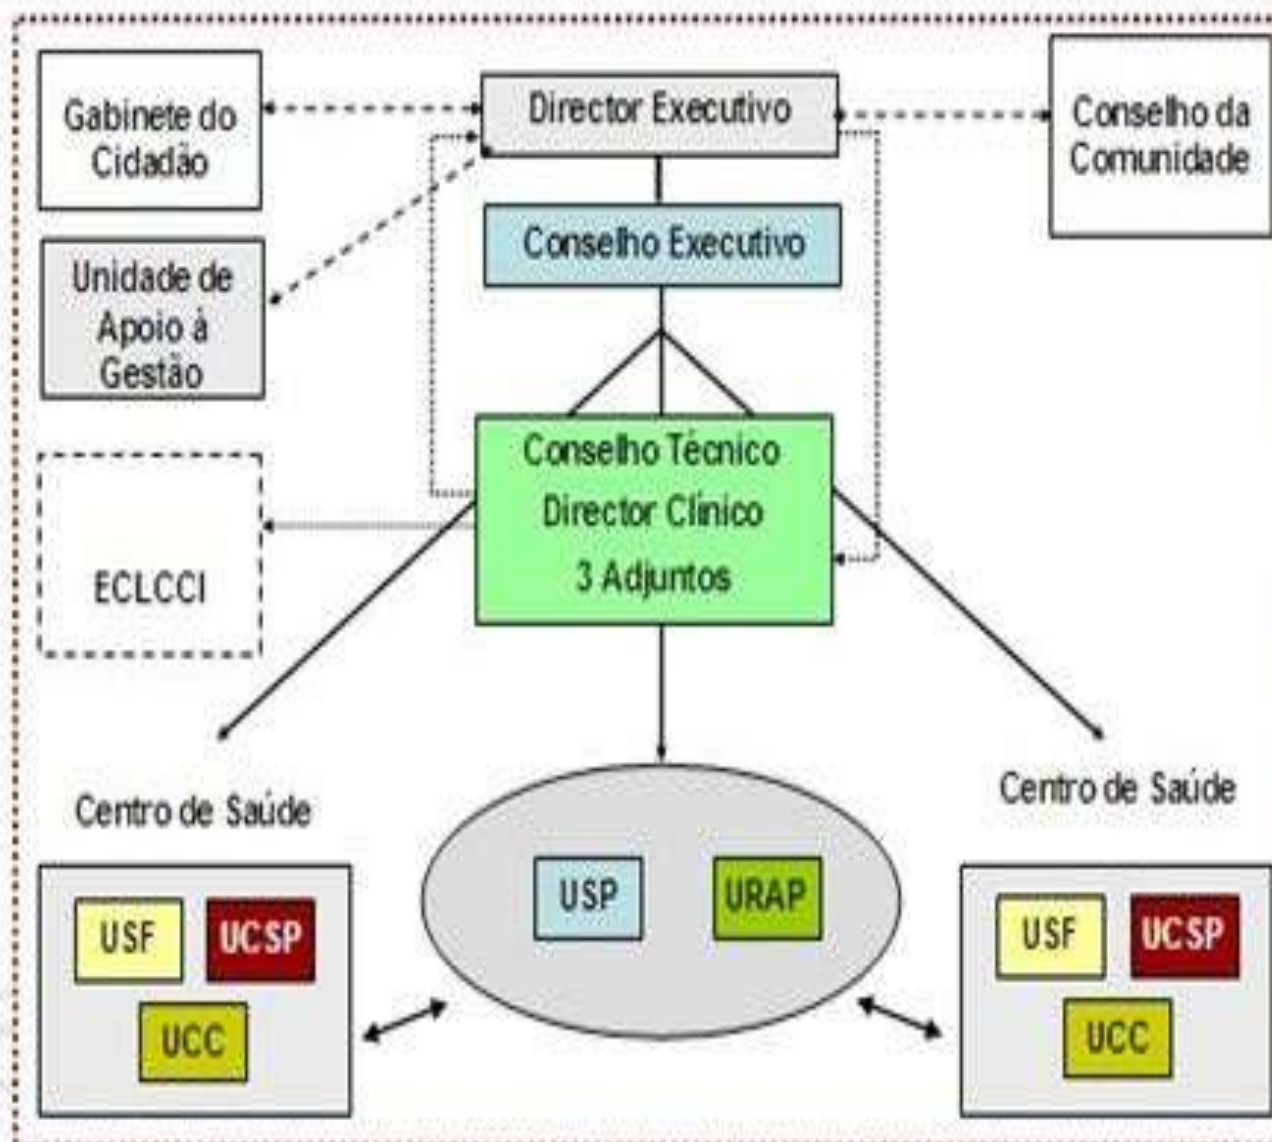 Gabinete do
Cidadão
Director Executivo
Conselho da
Comunidade
Conselho Executivo
Unidade de
Apoio à
Gestão
Conselho Técnico
Director Clínico
3 Adjuntos
ECLCCI
Centro de Saúde
Centro de Saúde
USF
UCSP
UCC
USP
URAP
USF
UCSP
UCC